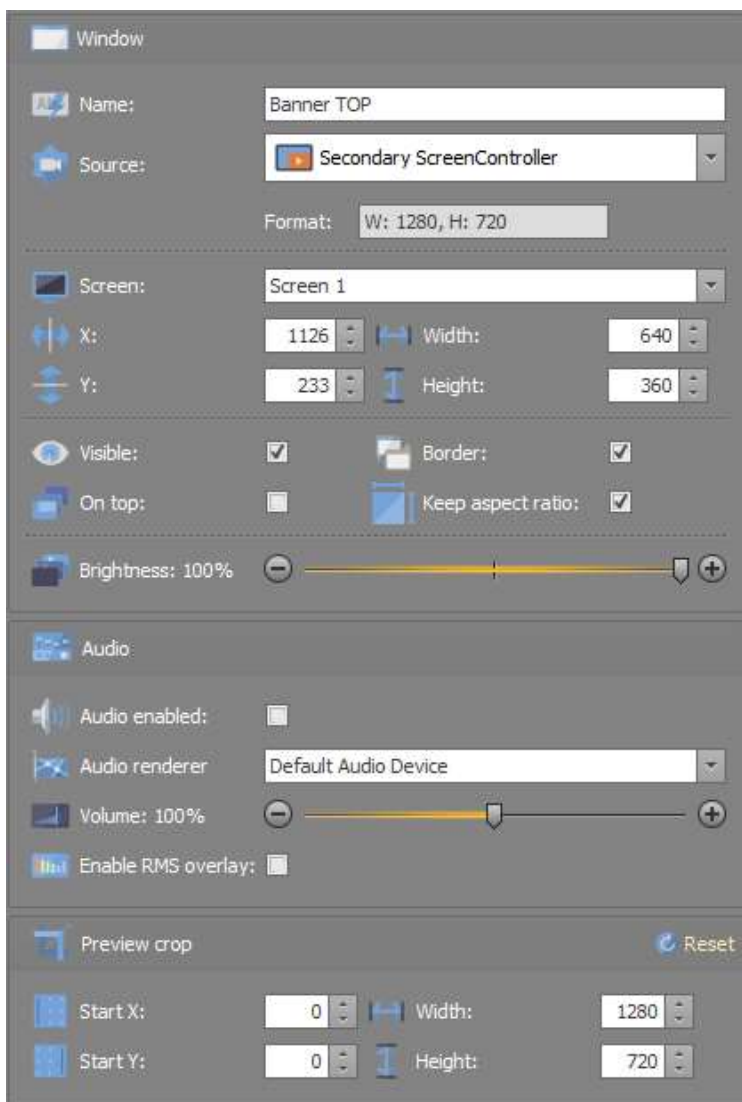 Window
Name: Banner TOP
Source: Secondary ScreenController
Format: W: 1280, H: 720
Screen: Screen 1
X: 1126 Width: 640
Y: 233 Height: 360
Visible: Border:
On top: Keep aspect ratio:
Brightness: 100%
Audio
Audio enabled:
Audio renderer Default Audio Device
Volume: 100%
Enable RMS overlay:
Preview crop Reset
Start X: 0 Width: 1280
Start Y: 0 Height: 720